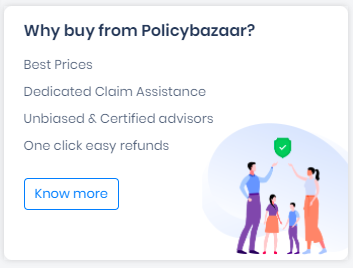 Why buy from Policybazaar?
Best Prices
Dedicated Claim Assistance
Unbiased & Certified advisors
One click easy refunds
Know more